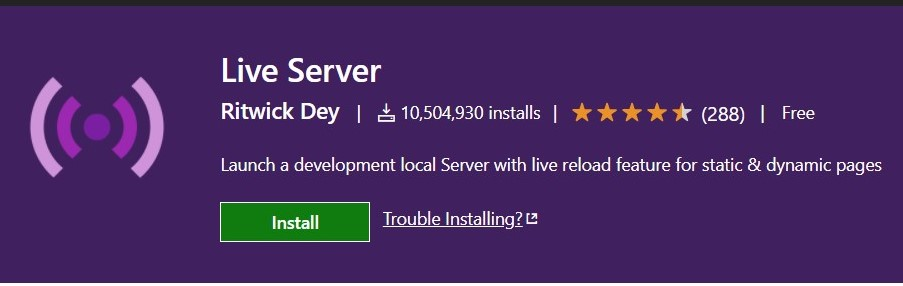 Live Server
Ritwick Dey | 10,504,930 installs | (288) | Free
Launch a development local Server with live reload feature for static & dynamic pages
Install Trouble Installing?